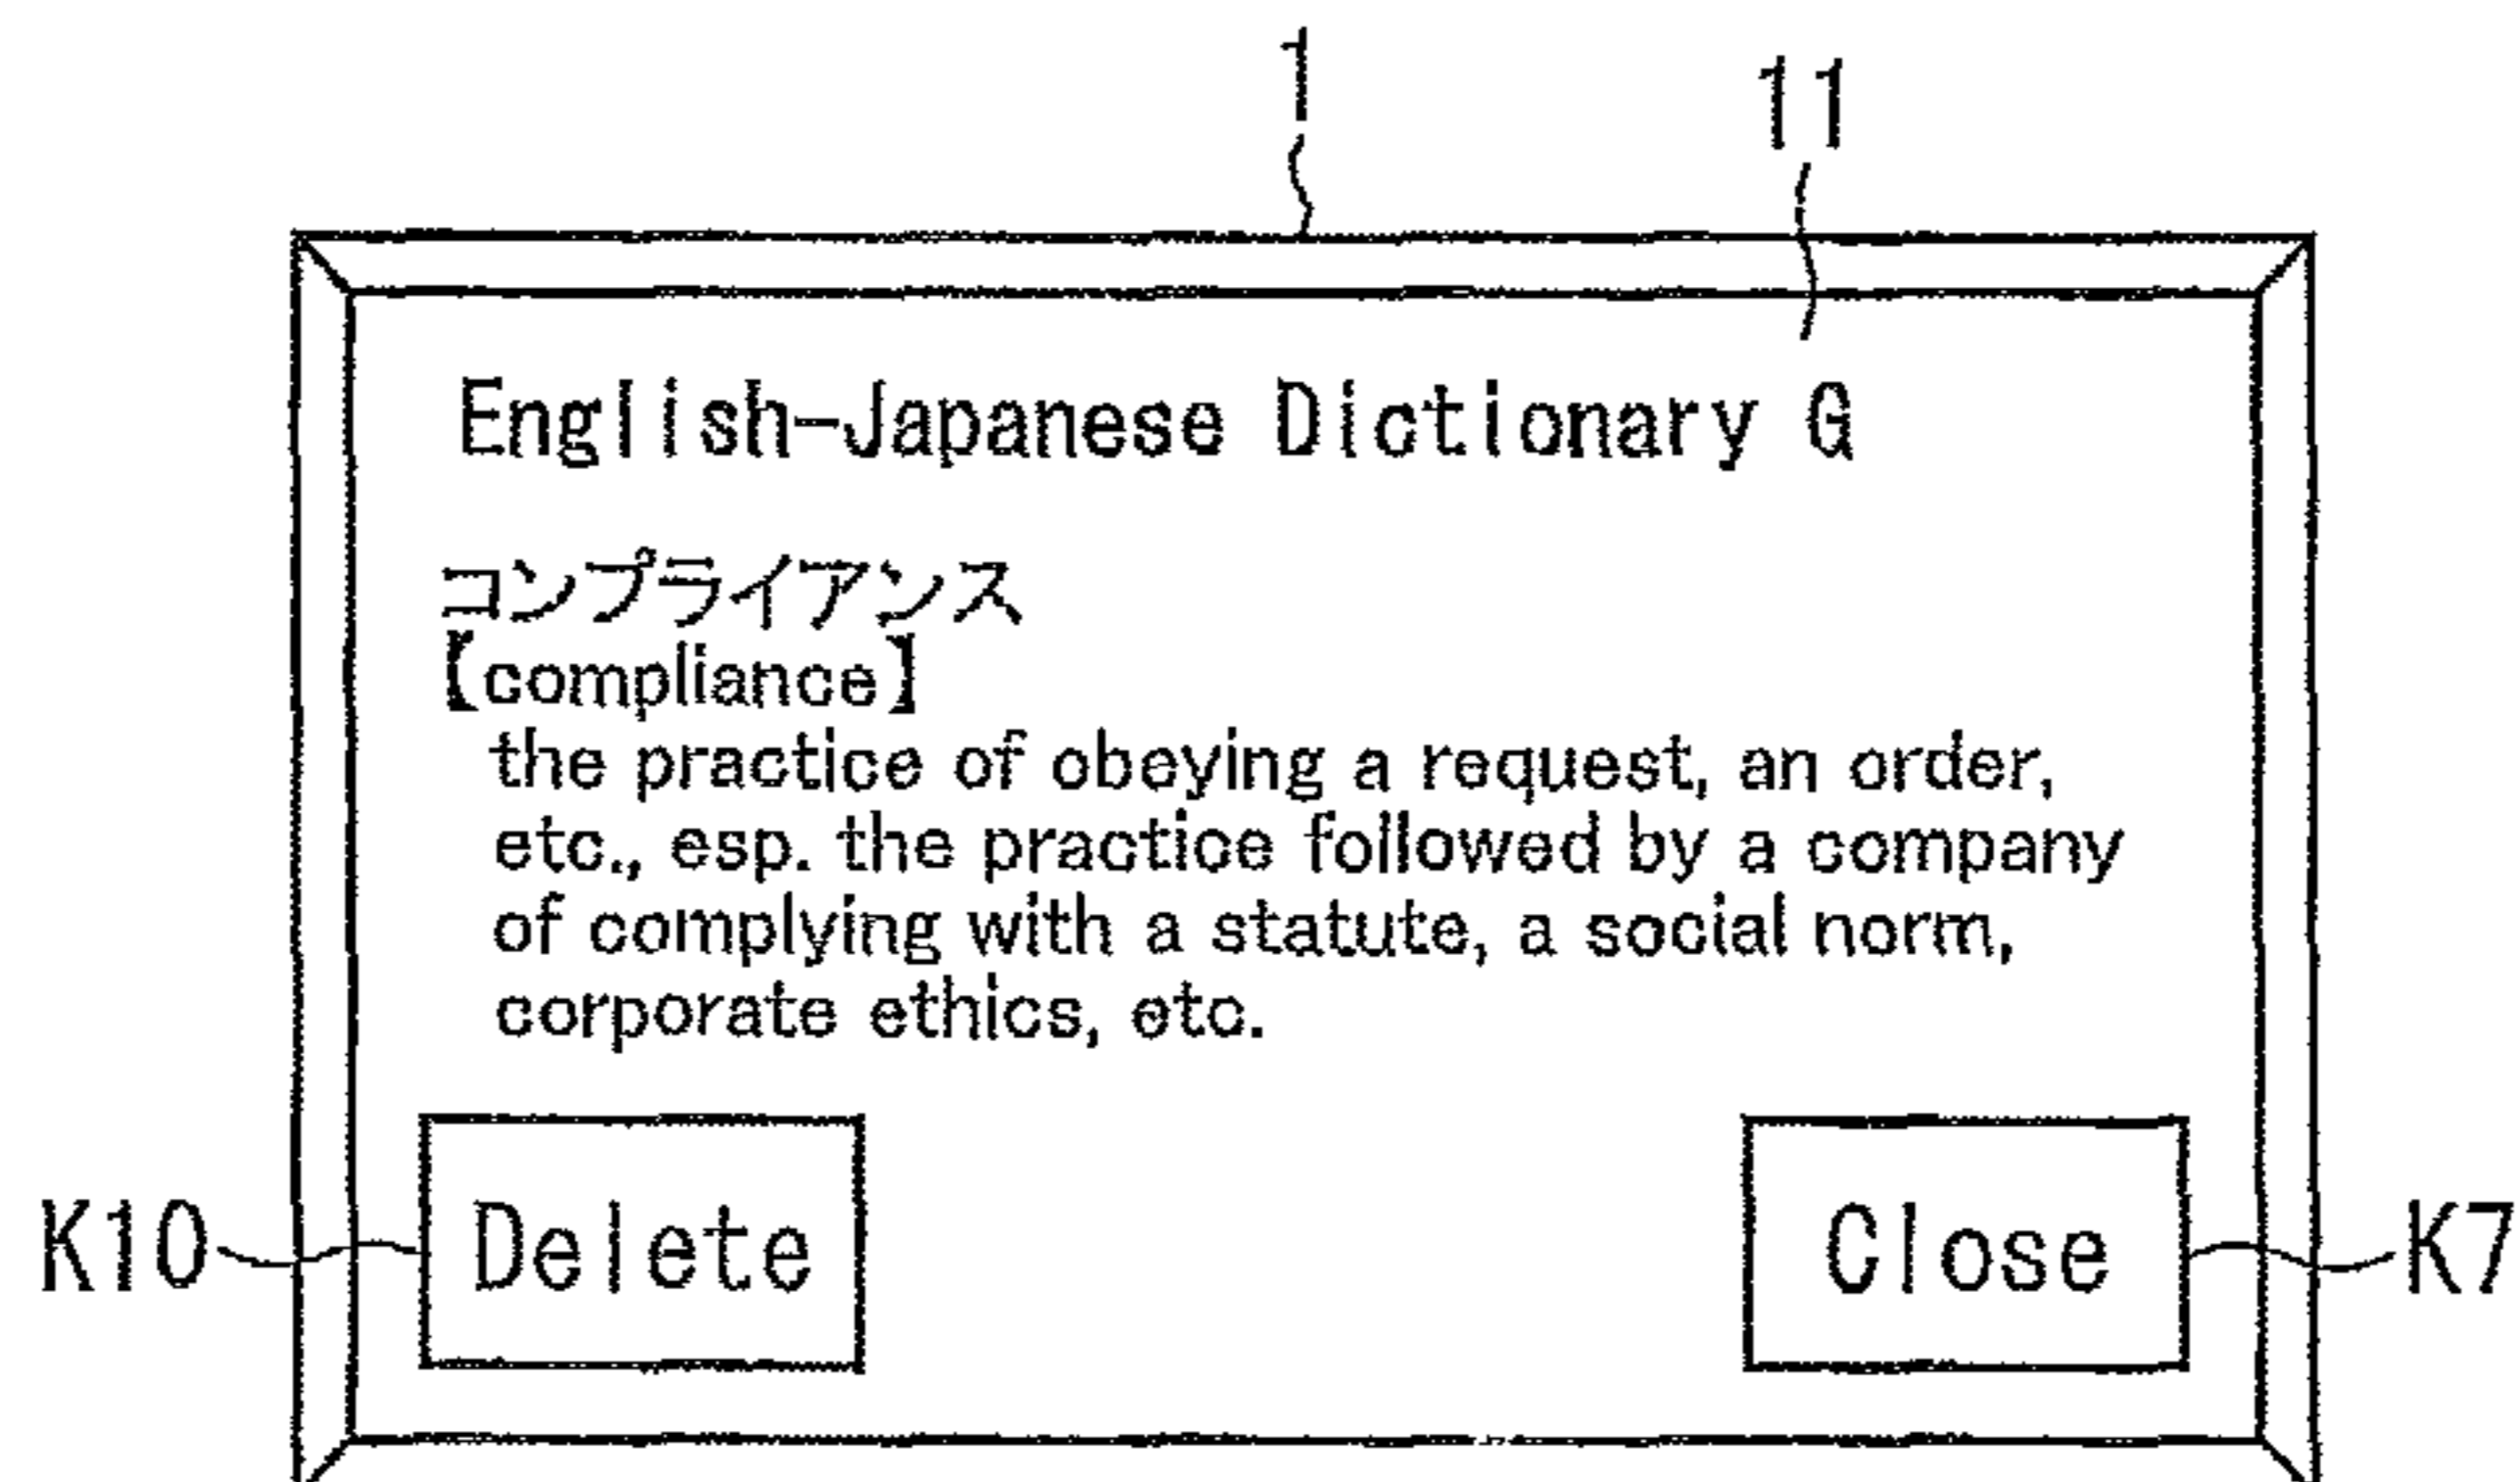 1
11
English-Japanese Dictionary G
コンプライアンス
【compliance】
the practice of obeying a request, an order,
etc., esp. the practice followed by a company
of complying with a statute, a social norm,
corporate ethics, etc.
K10 Delete Close K7